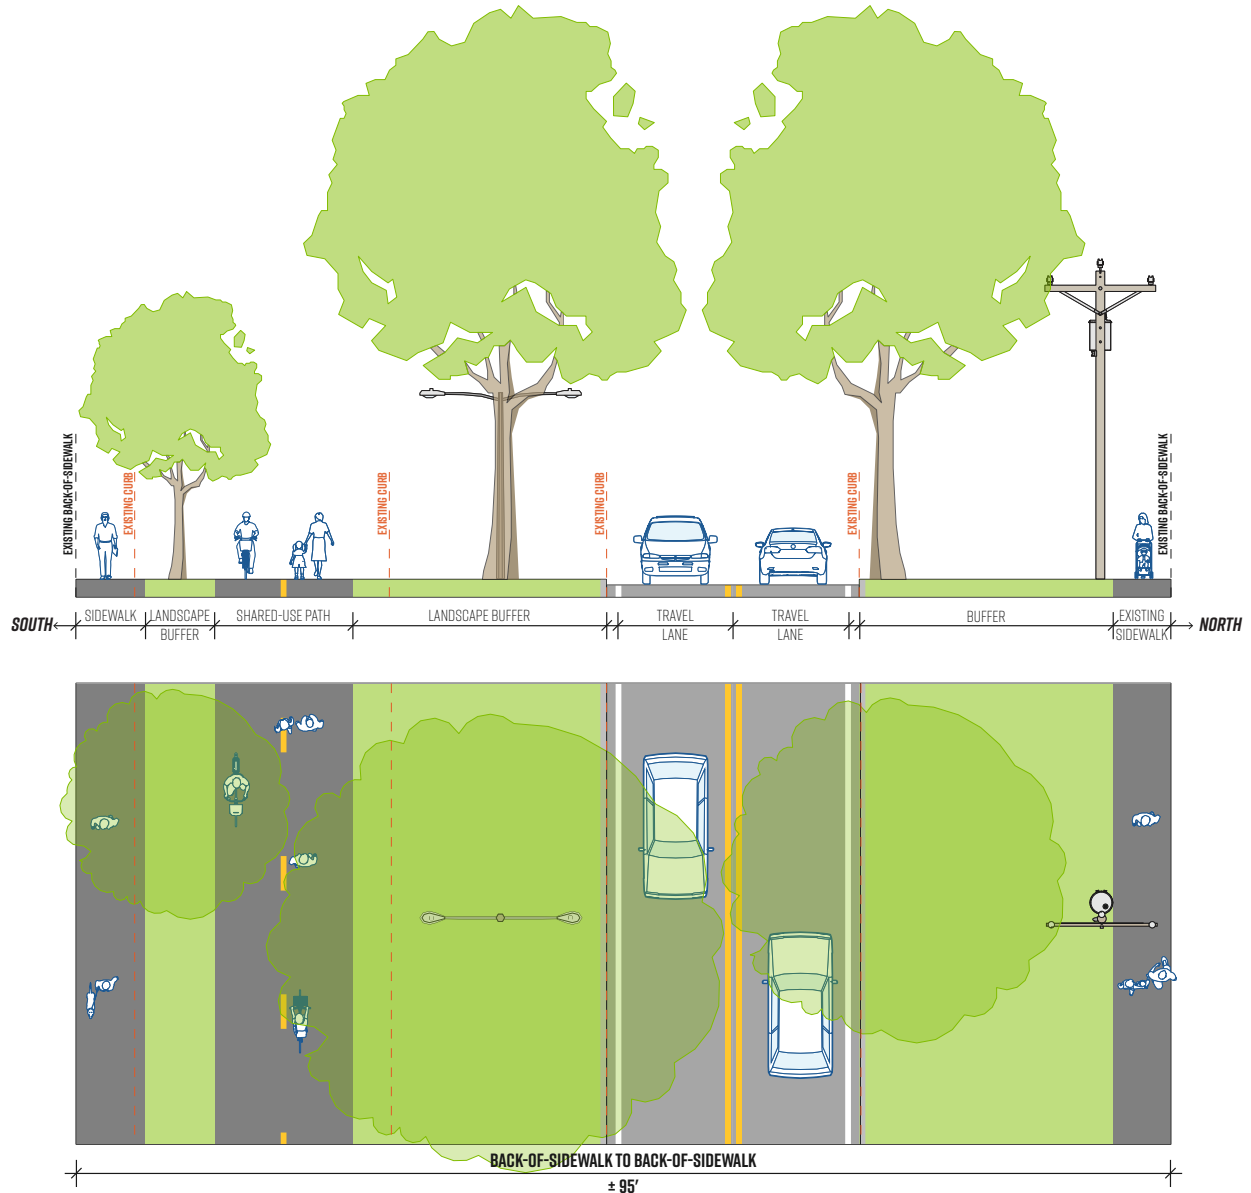 EXISTING BACK-OF-SIDEWALK
EXISTING CURB
EXISTING CURB
EXISTING CURB
EXISTING CURB
EXISTING BACK-OF-SIDEWALK
SOUTH
SIDEWALK
LANDSCAPE
BUFFER
SHARED-USE PATH
LANDSCAPE BUFFER
TRAVEL
LANE
TRAVEL
LANE
BUFFER
EXISTING
SIDEWALK
NORTH
BACK-OF-SIDEWALK TO BACK-OF-SIDEWALK
± 95'